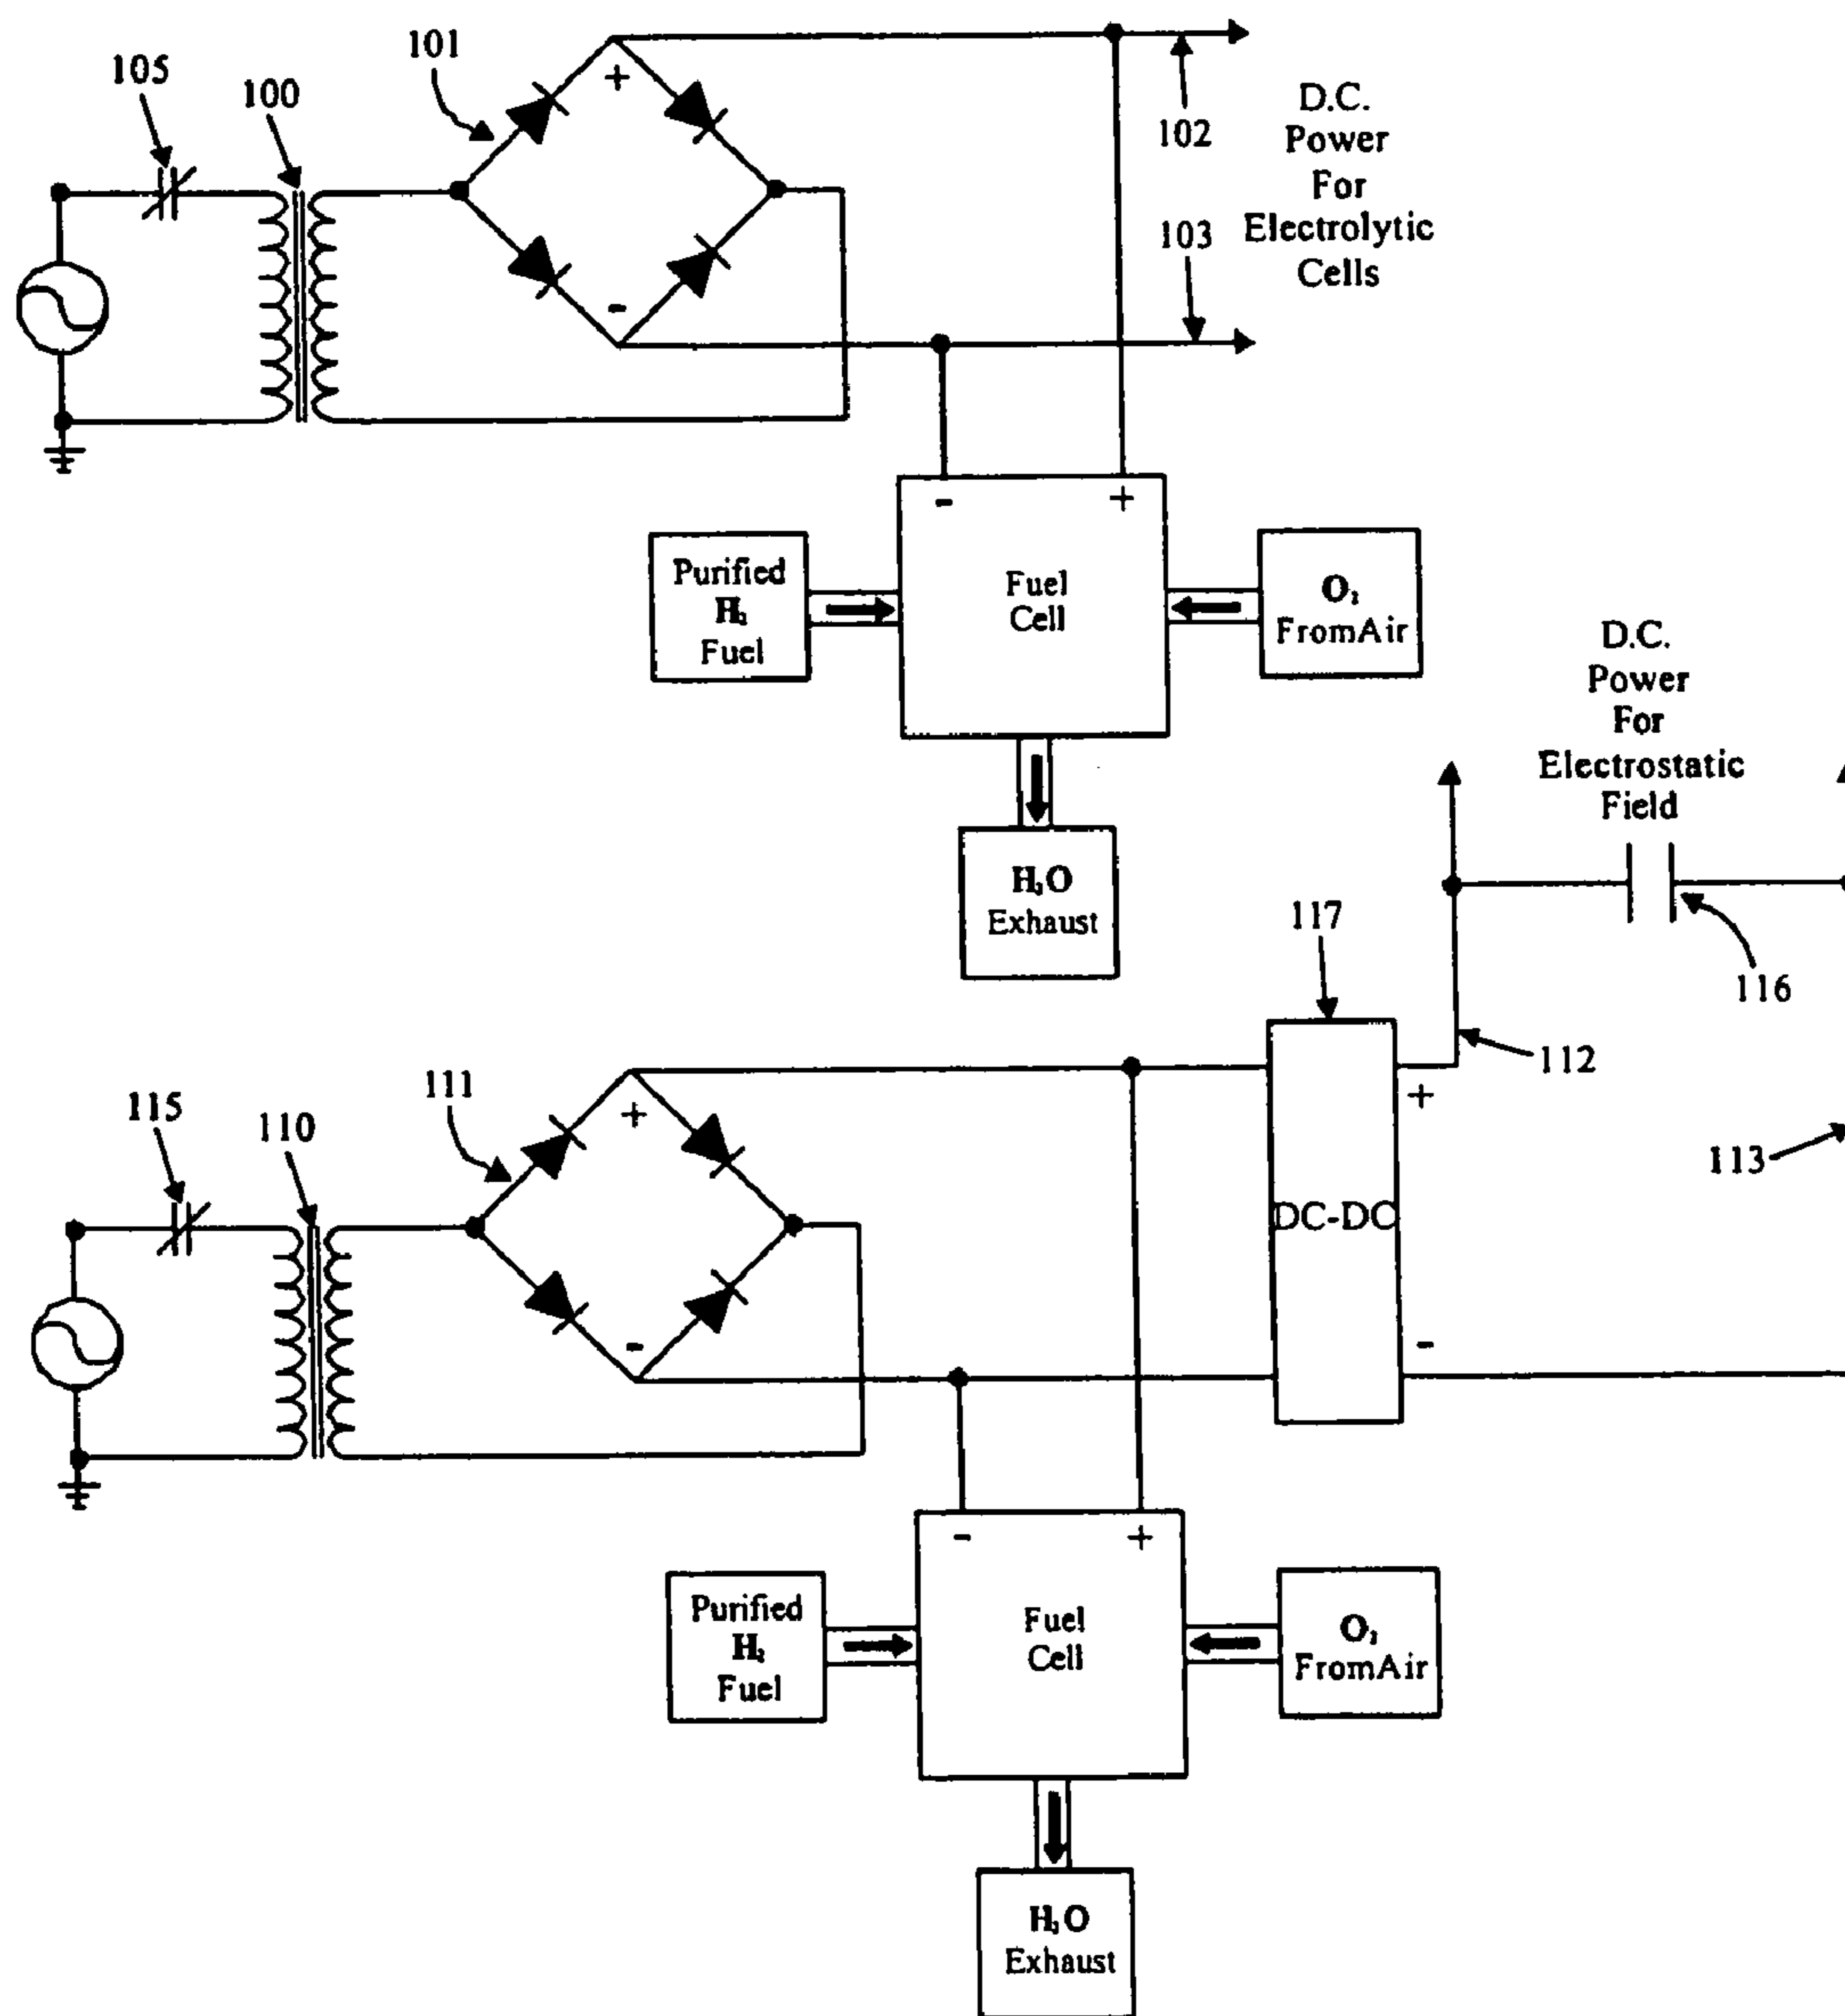 101
105
100
+
102
D.C.
Power
For
Electrolytic
Cells
103
-
-
+
Purified
H₂
Fuel
Fuel
Cell
O₂
FromAir
D.C.
Power
For
Electrostatic
Field
H₂O
Exhaust
117
116
112
111
115
110
+
+
113
DC-DC
-
-
-
+
Purified
H₂
Fuel
Fuel
Cell
O₂
FromAir
H₂O
Exhaust